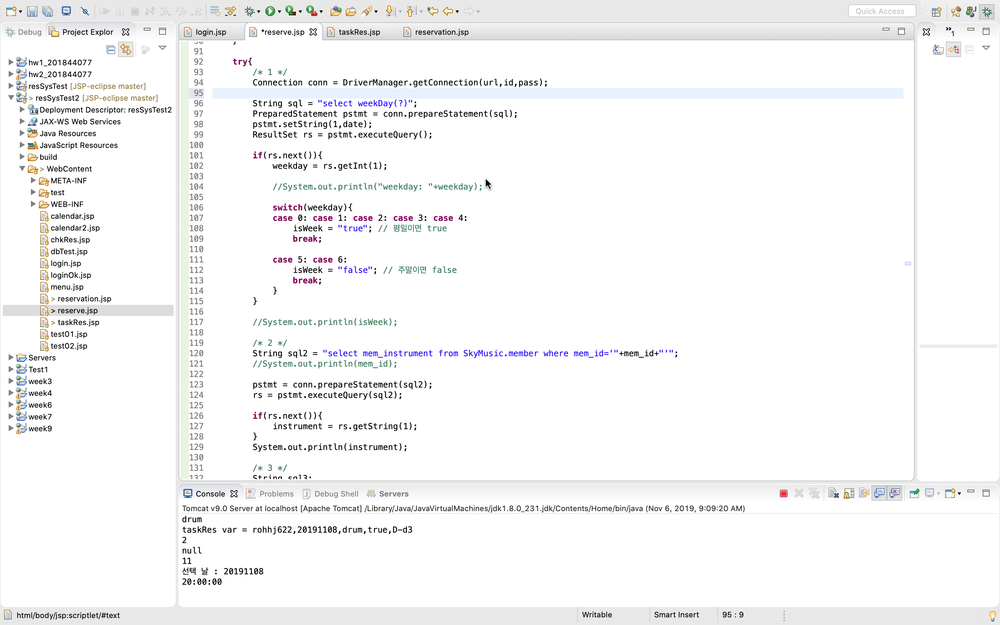 Quick Access
Debug
Project Explor
login.jsp
*reserve.jsp
taskRes.jsp
reservation.jsp
»1
hw1_201844077
hw2_201844077
resSysTest [JSP-eclipse master]
> resSysTest2 [JSP-eclipse master]
Deployment Descriptor: resSysTest2
JAX-WS Web Services
Java Resources
JavaScript Resources
build
> WebContent
META-INF
test
WEB-INF
calendar.jsp
calendar2.jsp
chkRes.jsp
dbTest.jsp
login.jsp
loginOk.jsp
menu.jsp
> reservation.jsp
> reserve.jsp
> taskRes.jsp
test01.jsp
test02.jsp
Servers
Test1
week3
week4
week6
week7
week9
90 }
91
92 try{
93 /* 1 */
94 Connection conn = DriverManager.getConnection(url,id,pass);
95
96 String sql = "select weekDay(?)";
97 PreparedStatement pstmt = conn.prepareStatement(sql);
98 pstmt.setString(1,date);
99 ResultSet rs = pstmt.executeQuery();
100
101 if(rs.next()){
102 weekday = rs.getInt(1);
103
104 //System.out.println("weekday: "+weekday);
105
106 switch(weekday){
107 case 0: case 1: case 2: case 3: case 4:
108 isWeek = "true"; // 평일이면 true
109 break;
110
111 case 5: case 6:
112 isWeek = "false"; // 주말이면 false
113 break;
114 }
115 }
116
117 //System.out.println(isWeek);
118
119 /* 2 */
120 String sql2 = "select mem_instrument from SkyMusic.member where mem_id='"+mem_id+"'";
121 //System.out.println(mem_id);
122
123 pstmt = conn.prepareStatement(sql2);
124 rs = pstmt.executeQuery(sql2);
125
126 if(rs.next()){
127 instrument = rs.getString(1);
128 }
129 System.out.println(instrument);
130
131 /* 3 */
132 String sql3;
Console
Problems
Debug Shell
Servers
Tomcat v9.0 Server at localhost [Apache Tomcat] /Library/Java/JavaVirtualMachines/jdk1.8.0_231.jdk/Contents/Home/bin/java (Nov 6, 2019, 9:09:20 AM)
drum
taskRes var = rohhj622,20191108,drum,true,D-d3
2
null
11
선택 날 : 20191108
20:00:00
html/body/jsp:scriptlet/#text
Writable
Smart Insert
95 : 9